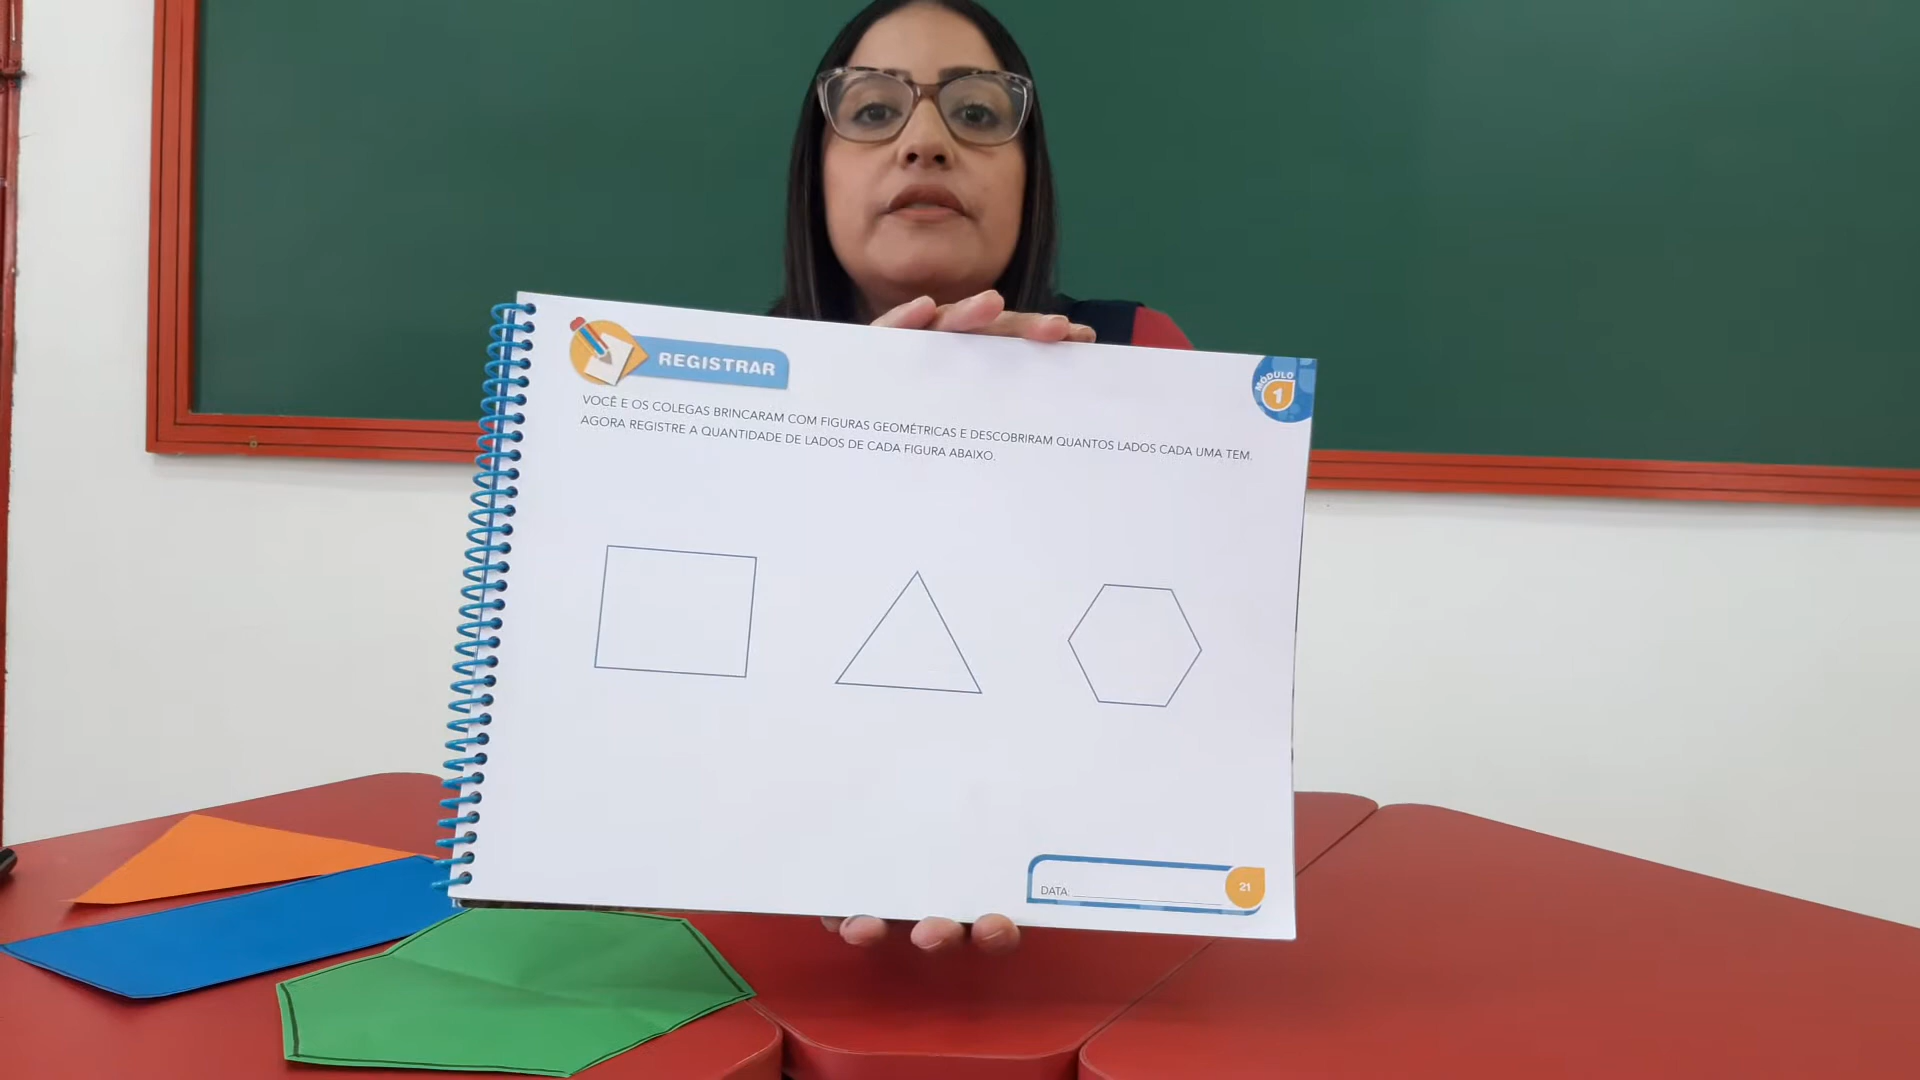 REGISTRAR
MÓDULO
1
VOCÊ E OS COLEGAS BRINCARAM COM FIGURAS GEOMÉTRICAS E DESCOBRIRAM QUANTOS LADOS CADA UMA TEM.
AGORA REGISTRE A QUANTIDADE DE LADOS DE CADA FIGURA ABAIXO.
DATA:
21